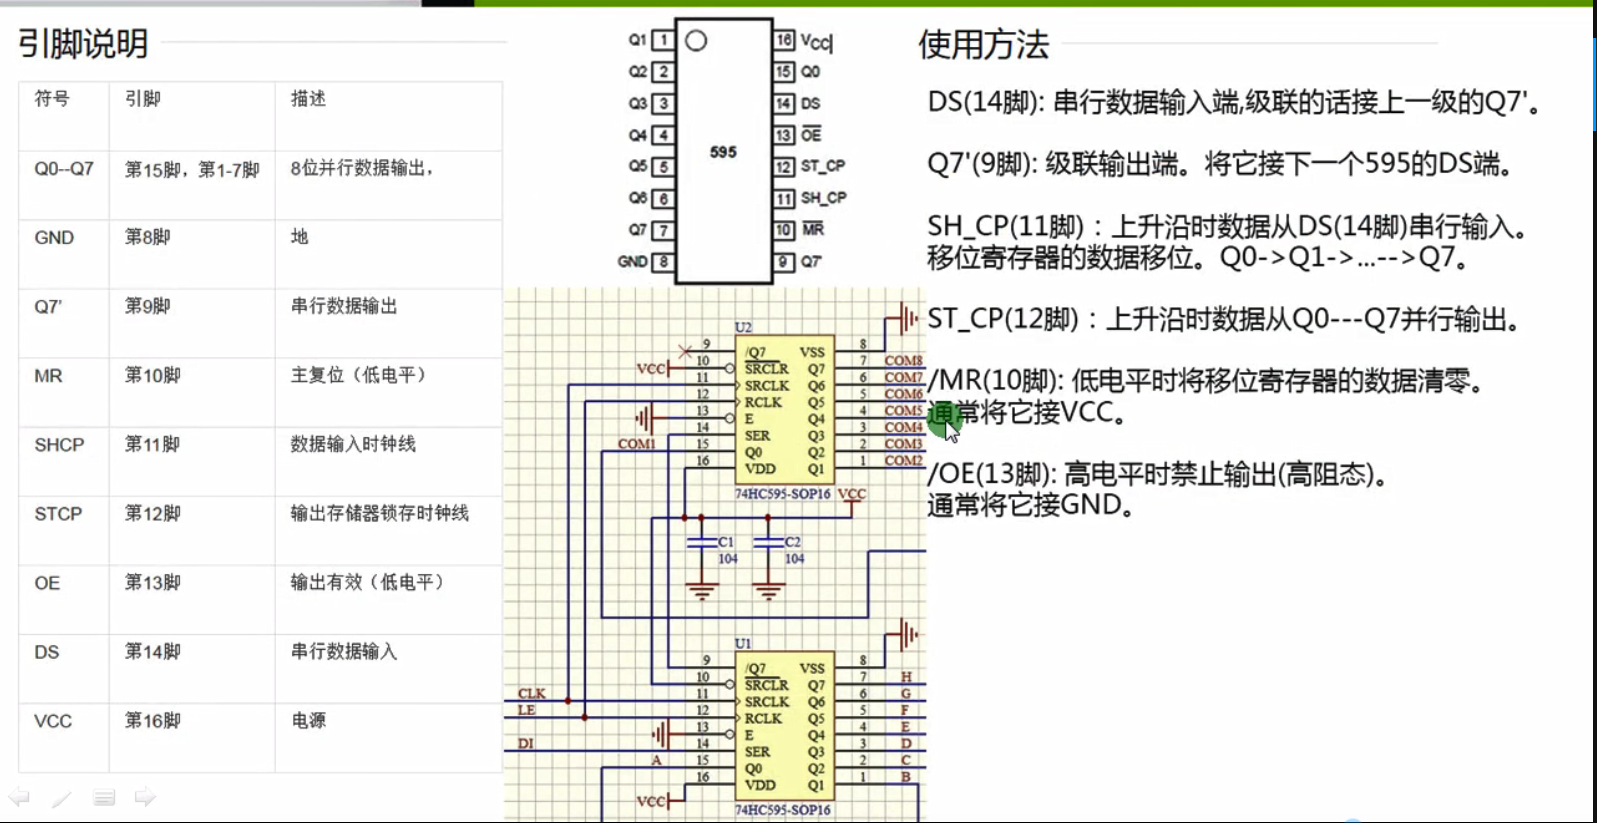 引脚说明
符号 引脚 描述
Q0--Q7 第15脚，第1-7脚 8位并行数据输出，
GND 第8脚 地
Q7’ 第9脚 串行数据输出
MR 第10脚 主复位（低电平）
SHCP 第11脚 数据输入时钟线
STCP 第12脚 输出存储器锁存时钟线
OE 第13脚 输出有效（低电平）
DS 第14脚 串行数据输入
VCC 第16脚 电源
Q1 1 16 VCC
Q2 2 15 Q0
Q3 3 14 DS
Q4 4 13 OE
595
Q5 5 12 ST_CP
Q6 6 11 SH_CP
Q7 7 10 MR
GND 8 9 Q7'
U2
9 /Q7 VSS 8
VCC 10 SRCLR Q7 7 COM8
11 SRCLK Q6 6 COM7
12 RCLK Q5 5 COM6
13 E Q4 4 COM5
14 SER Q3 3 COM4
COM1 15 Q0 Q2 2 COM3
16 VDD Q1 1 COM2
74HC595-SOP16 VCC
C1 C2
104 104
U1
9 /Q7 VSS 8
10 SRCLR Q7 7 H
CLK 11 SRCLK Q6 6 G
LE 12 RCLK Q5 5 F
13 E Q4 4 E
DI 14 SER Q3 3 D
A 15 Q0 Q2 2 C
16 VDD Q1 1 B
VCC 74HC595-SOP16
使用方法
DS(14脚): 串行数据输入端,级联的话接上一级的Q7'。
Q7'(9脚): 级联输出端。将它接下一个595的DS端。
SH_CP(11脚)：上升沿时数据从DS(14脚)串行输入。
移位寄存器的数据移位。Q0->Q1->...-->Q7。
ST_CP(12脚)：上升沿时数据从Q0---Q7并行输出。
/MR(10脚): 低电平时将移位寄存器的数据清零。
通常将它接VCC。
/OE(13脚): 高电平时禁止输出(高阻态)。
通常将它接GND。